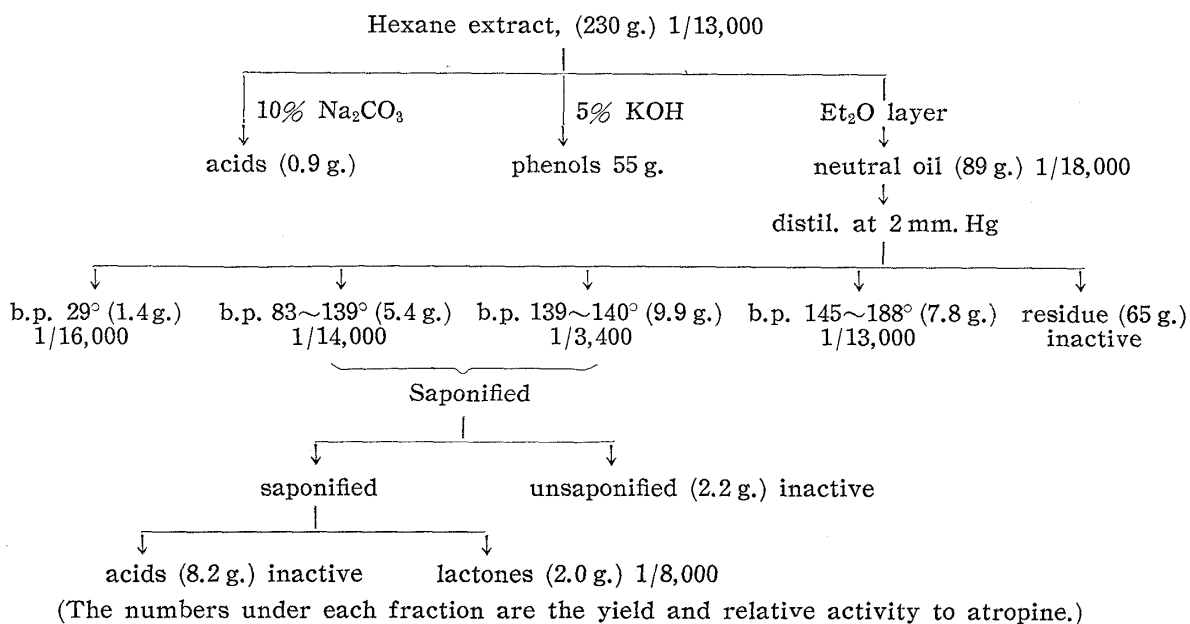 Hexane extract, (230 g.) 1/13,000
10% Na₂CO₃ 5% KOH Et₂O layer
acids (0.9 g.) phenols 55 g. neutral oil (89 g.) 1/18,000
distil. at 2 mm. Hg
b.p. 29° (1.4 g.) b.p. 83~139° (5.4 g.) b.p. 139~140° (9.9 g.) b.p. 145~188° (7.8 g.) residue (65 g.)
1/16,000 1/14,000 1/3,400 1/13,000 inactive
Saponified
saponified unsaponified (2.2 g.) inactive
acids (8.2 g.) inactive lactones (2.0 g.) 1/8,000
(The numbers under each fraction are the yield and relative activity to atropine.)